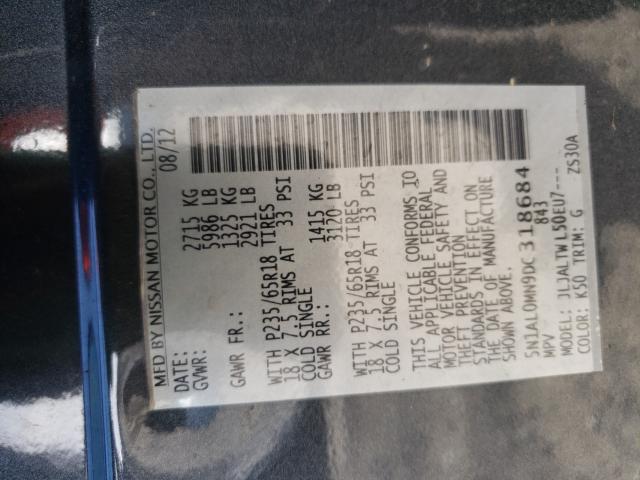 MFD BY NISSAN MOTOR CO., LTD.
DATE: 08/12
GVWR: 2715 KG
5986 LB
GAWR FR.: 1325 KG
2921 LB
WITH P235/65R18 TIRES
18 X 7.5 RIMS AT 33 PSI
COLD SINGLE
GAWR RR.: 1415 KG
3120 LB
WITH P235/65R18 TIRES
18 X 7.5 RIMS AT 33 PSI
COLD SINGLE
THIS VEHICLE CONFORMS TO
ALL APPLICABLE FEDERAL
MOTOR VEHICLE SAFETY AND
THEFT PREVENTION
STANDARDS IN EFFECT ON
THE DATE OF MANUFACTURE
SHOWN ABOVE.
5N1AL0MN9DC318684
MPV 843
MODEL: JLJALTWL50EU7---
COLOR: K50 TRIM: G ZS30A